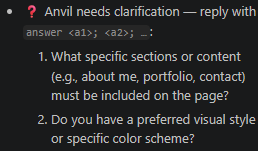 • ❓ Anvil needs clarification — reply with
answer <a1>; <a2>; …:
1. What specific sections or content
(e.g., about me, portfolio, contact)
must be included on the page?
2. Do you have a preferred visual style
or specific color scheme?